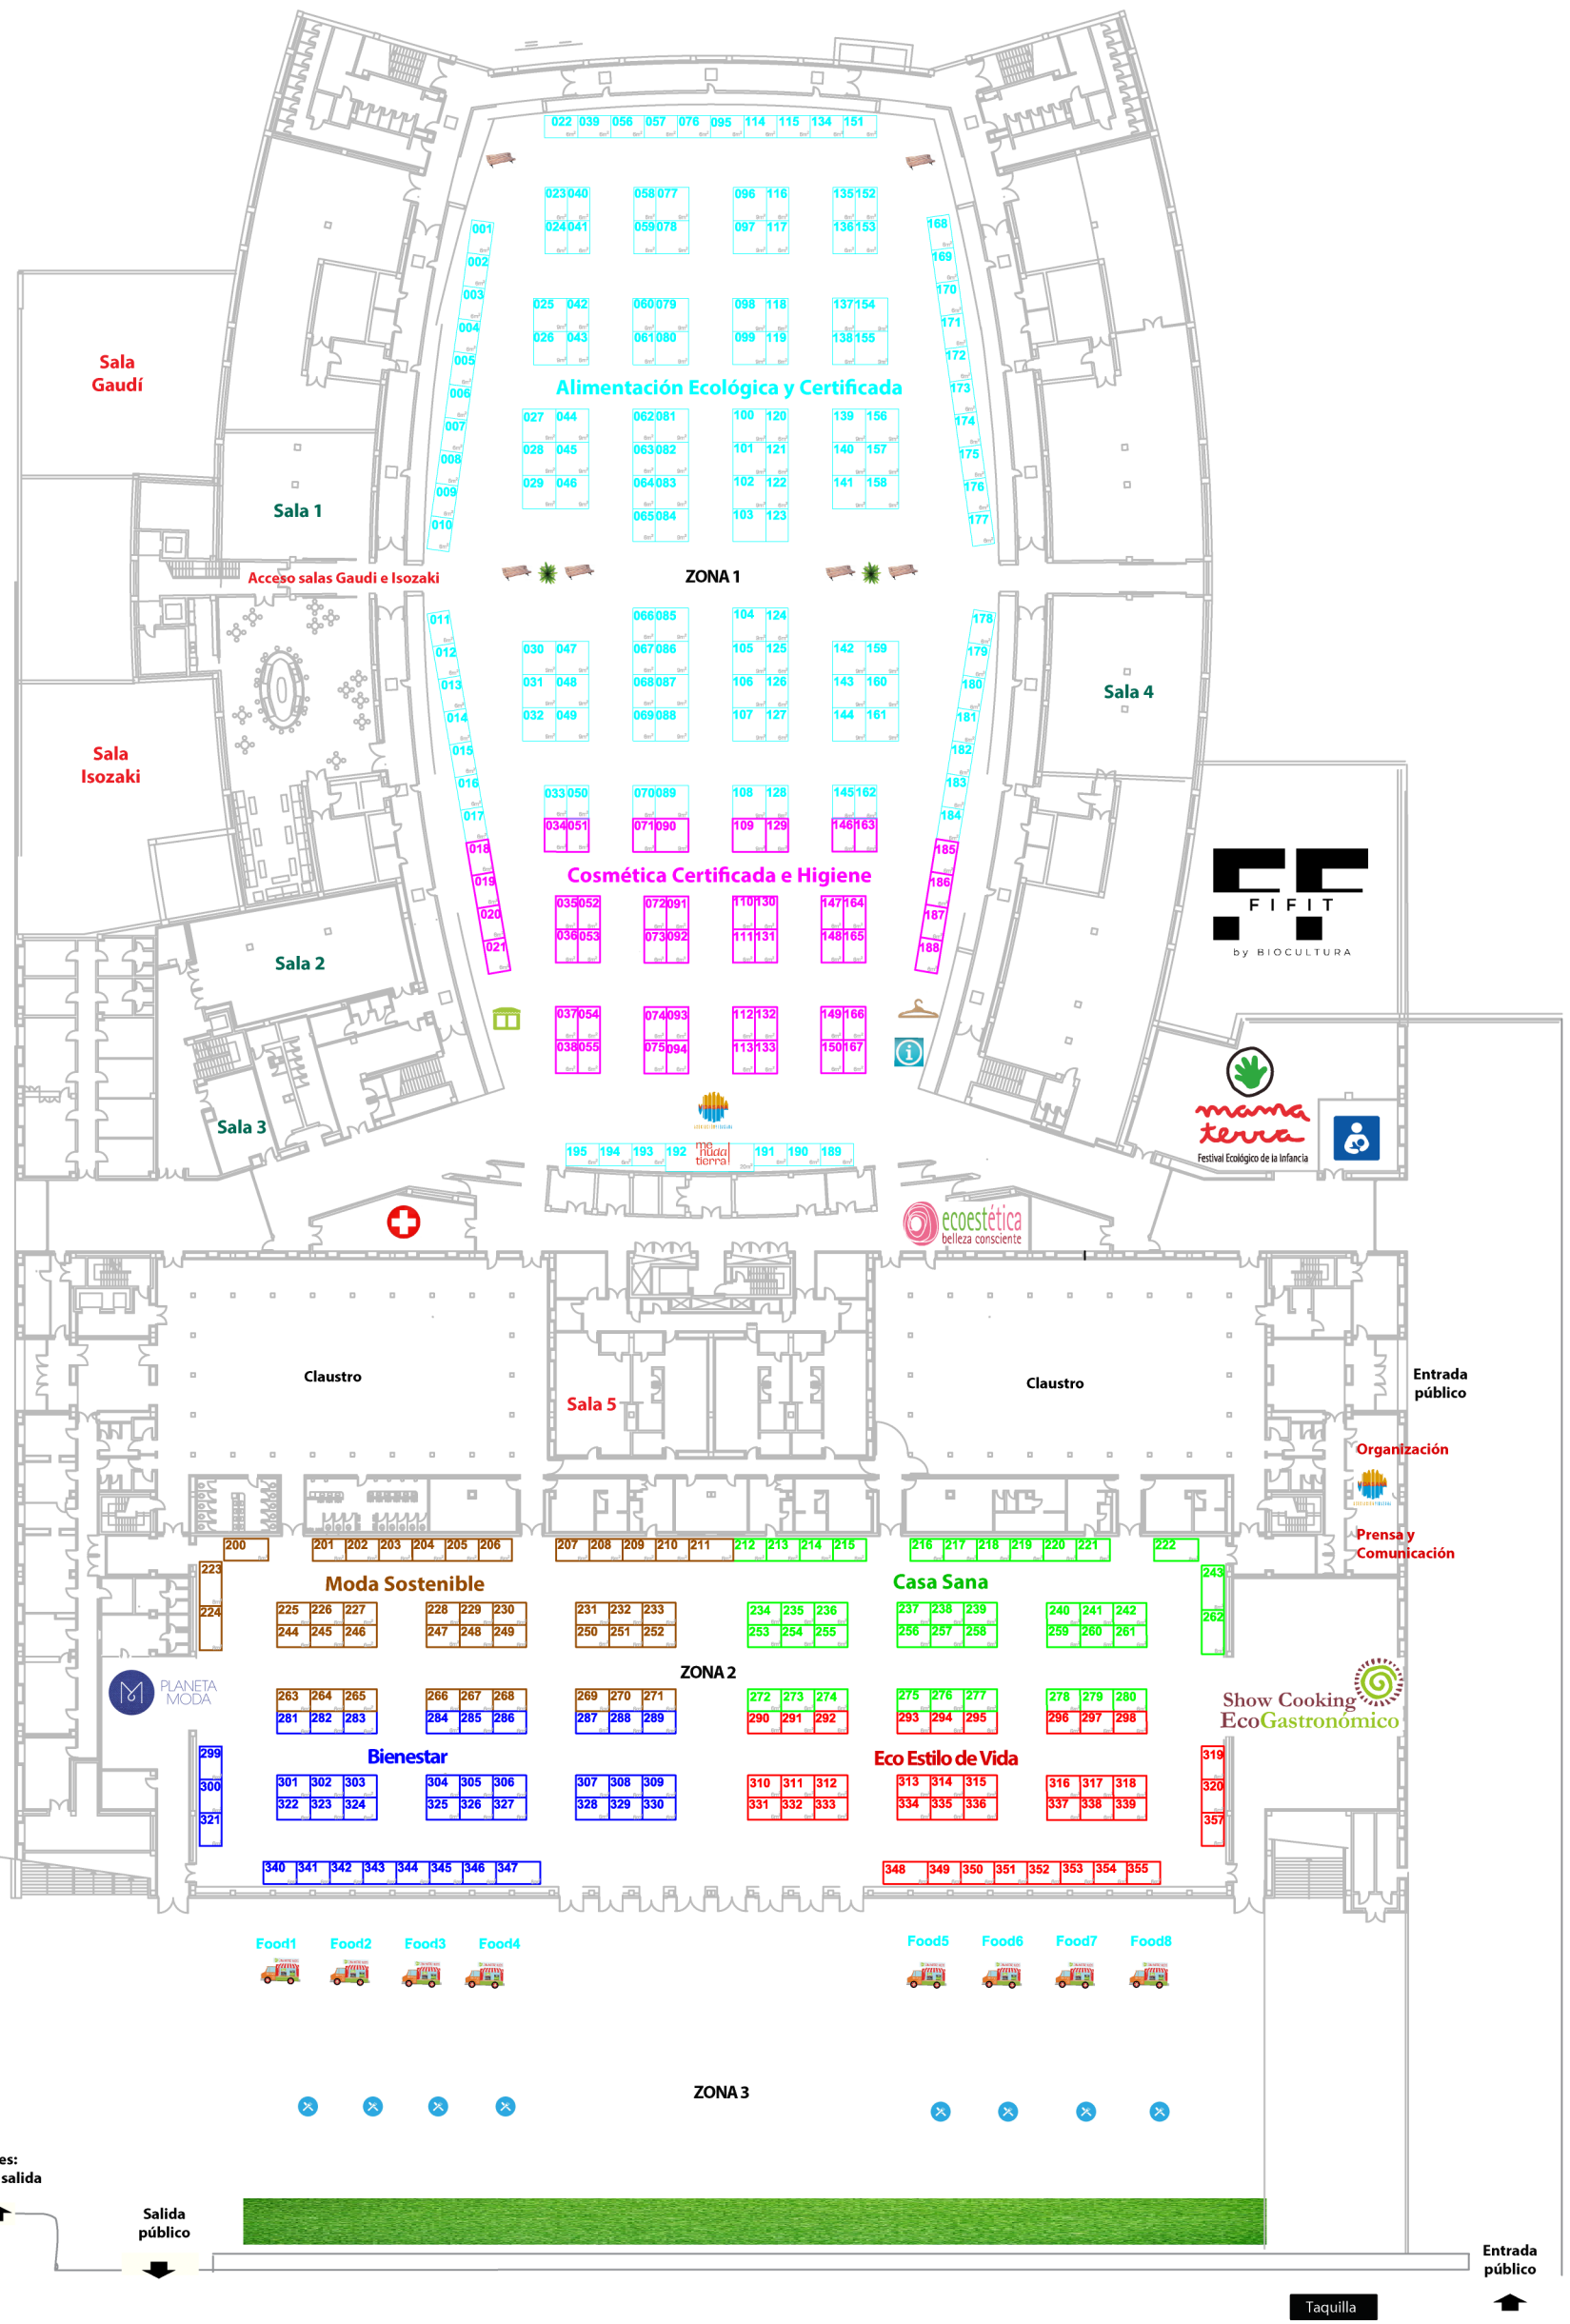 022 039 056 057 076 095 114 115 134 151
023 040 058 077 096 116 135 152
024 041 059 078 097 117 136 153
001 168
002 169
003 170
004 171
005 172
006 173
007 174
008 175
009 176
010 177
025 042 060 079 098 118 137 154
026 043 061 080 099 119 138 155
Sala
Gaudí
Alimentación Ecológica y Certificada
027 044 062 081 100 120 139 156
028 045 063 082 101 121 140 157
029 046 064 083 102 122 141 158
065 084 103 123
Sala 1
Acceso salas Gaudi e Isozaki
ZONA 1
066 085 104 124
030 047 067 086 105 125 142 159
031 048 068 087 106 126 143 160
032 049 069 088 107 127 144 161
011 178
012 179
013 180
014 181
015 182
016 183
017 184
018 185
019 186
020 187
021 188
Sala 4
Sala
Isozaki
033 050 070 089 108 128 145 162
034 051 071 090 109 129 146 163
Cosmética Certificada e Higiene
035 052 072 091 110 130 147 164
036 053 073 092 111 131 148 165
FIFIT
by BIOCULTURA
Sala 2
037 054 074 093 112 132 149 166
038 055 075 094 113 133 150 167
i
Sala 3
mama
terra
Festival Ecológico de la Infancia
195 194 193 192
me
nuda
tierra
191 190 189
ecoestética
belleza consciente
Claustro
Sala 5
Claustro
Entrada
público
Organización
Prensa y
Comunicación
200 201 202 203 204 205 206 207 208 209 210 211 212 213 214 215 216 217 218 219 220 221 222
223 243
224 262
Moda Sostenible
Casa Sana
225 226 227 228 229 230 231 232 233 234 235 236 237 238 239 240 241 242
244 245 246 247 248 249 250 251 252 253 254 255 256 257 258 259 260 261
ZONA 2
PLANETA
MODA
Show Cooking
EcoGastronómico
263 264 265 266 267 268 269 270 271 272 273 274 275 276 277 278 279 280
281 282 283 284 285 286 287 288 289 290 291 292 293 294 295 296 297 298
Bienestar
Eco Estilo de Vida
299 319
300 320
321 357
301 302 303 304 305 306 307 308 309 310 311 312 313 314 315 316 317 318
322 323 324 325 326 327 328 329 330 331 332 333 334 335 336 337 338 339
340 341 342 343 344 345 346 347 348 349 350 351 352 353 354 355
Food1 Food2 Food3 Food4 Food5 Food6 Food7 Food8
ZONA 3
es:
salida
Salida
público
Entrada
público
Taquilla